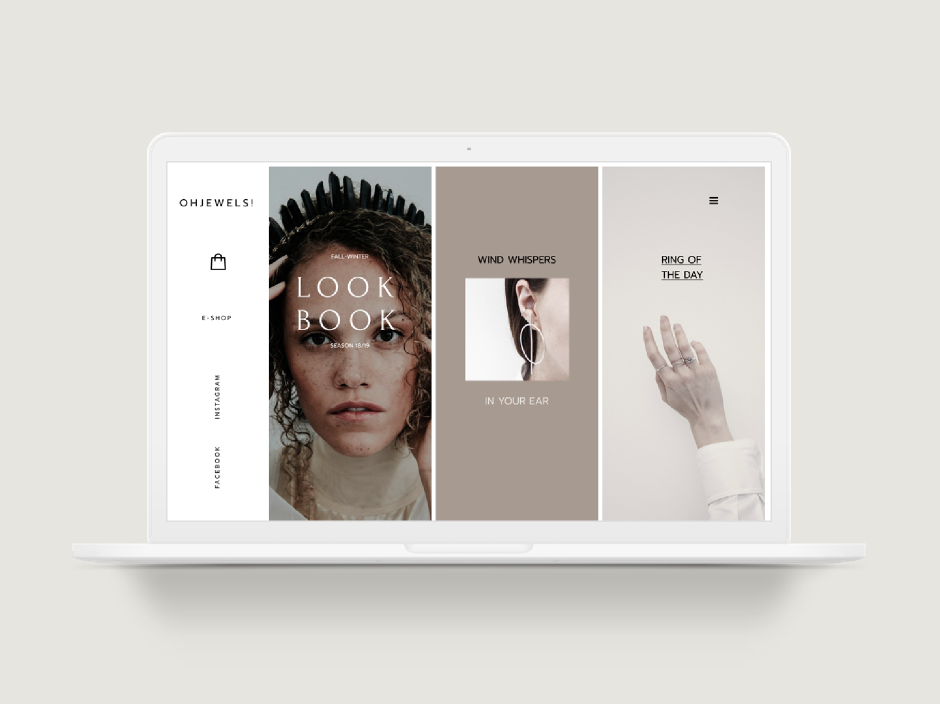 OHJEWELS!
E-SHOP
INSTAGRAM
FACEBOOK
FALL-WINTER
LOOK
BOOK
SEASON 18/19
WIND WHISPERS
IN YOUR EAR
RING OF
THE DAY